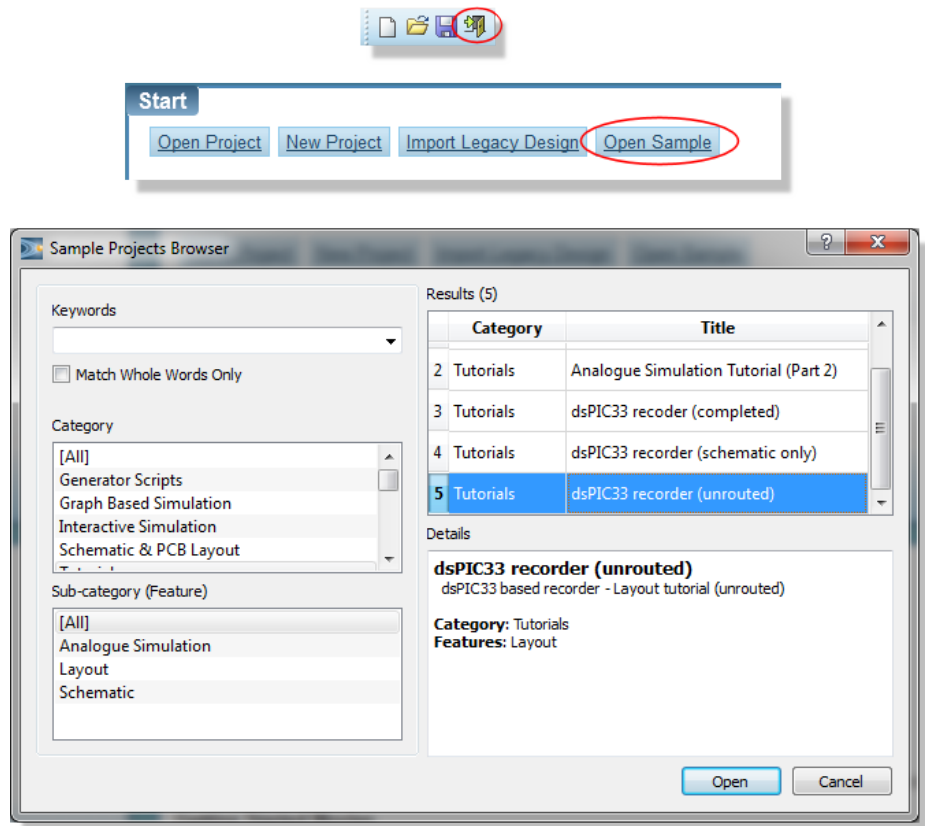 Start
Open Project New Project Import Legacy Design Open Sample
Sample Projects Browser
Keywords
Match Whole Words Only
Category
[All]
Generator Scripts
Graph Based Simulation
Interactive Simulation
Schematic & PCB Layout
Sub-category (Feature)
[All]
Analogue Simulation
Layout
Schematic
Results (5)
Category Title
2 Tutorials Analogue Simulation Tutorial (Part 2)
3 Tutorials dsPIC33 recoder (completed)
4 Tutorials dsPIC33 recorder (schematic only)
5 Tutorials dsPIC33 recorder (unrouted)
Details
dsPIC33 recorder (unrouted)
dsPIC33 based recorder - Layout tutorial (unrouted)
Category: Tutorials
Features: Layout
Open Cancel